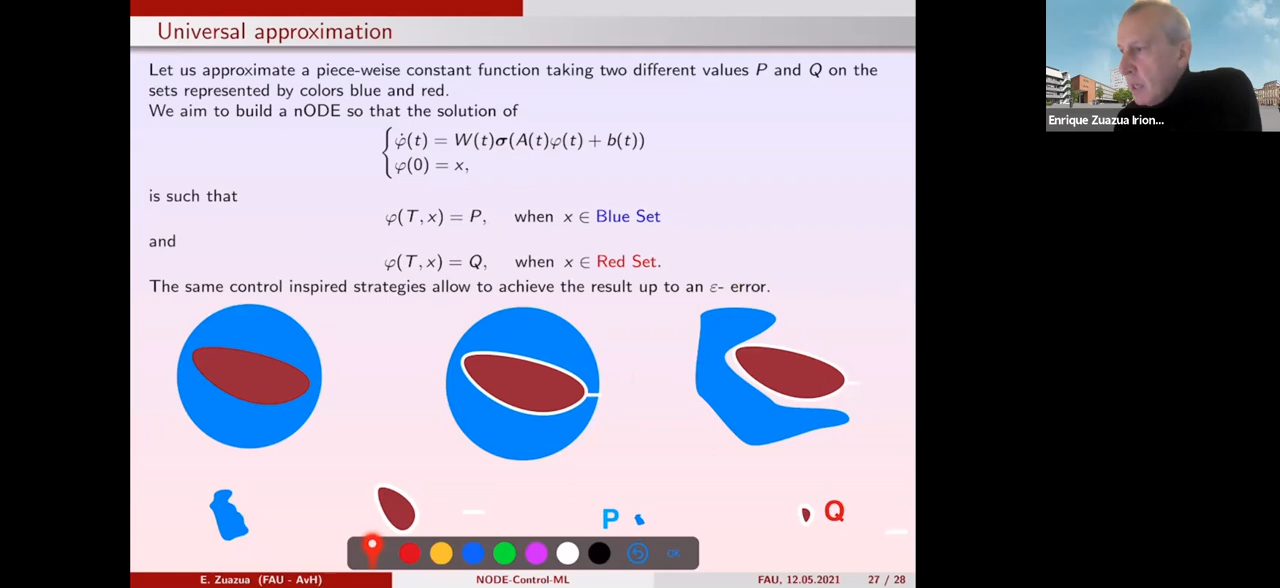 Universal approximation
Let us approximate a piece-weise constant function taking two different values P and Q on the
sets represented by colors blue and red.
We aim to build a nODE so that the solution of
φ̇(t) = W(t)σ(A(t)φ(t) + b(t))
φ(0) = x,
is such that
φ(T, x) = P, when x ∈ Blue Set
and
φ(T, x) = Q, when x ∈ Red Set.
The same control inspired strategies allow to achieve the result up to an ε- error.
P
Q
OK
E. Zuazua (FAU - AvH) NODE-Control-ML FAU, 12.05.2021 27 / 28
Enrique Zuazua Irion...